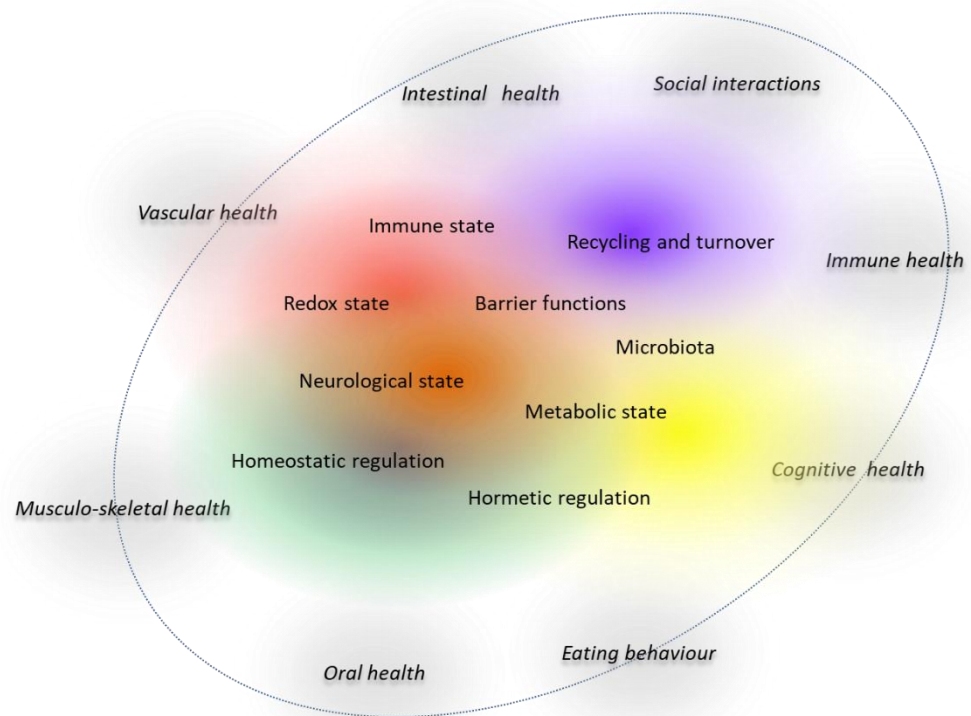 Intestinal health
Social interactions
Vascular health
Immune state
Recycling and turnover
Immune health
Redox state
Barrier functions
Microbiota
Neurological state
Metabolic state
Homeostatic regulation
Cognitive health
Hormetic regulation
Musculo-skeletal health
Eating behaviour
Oral health